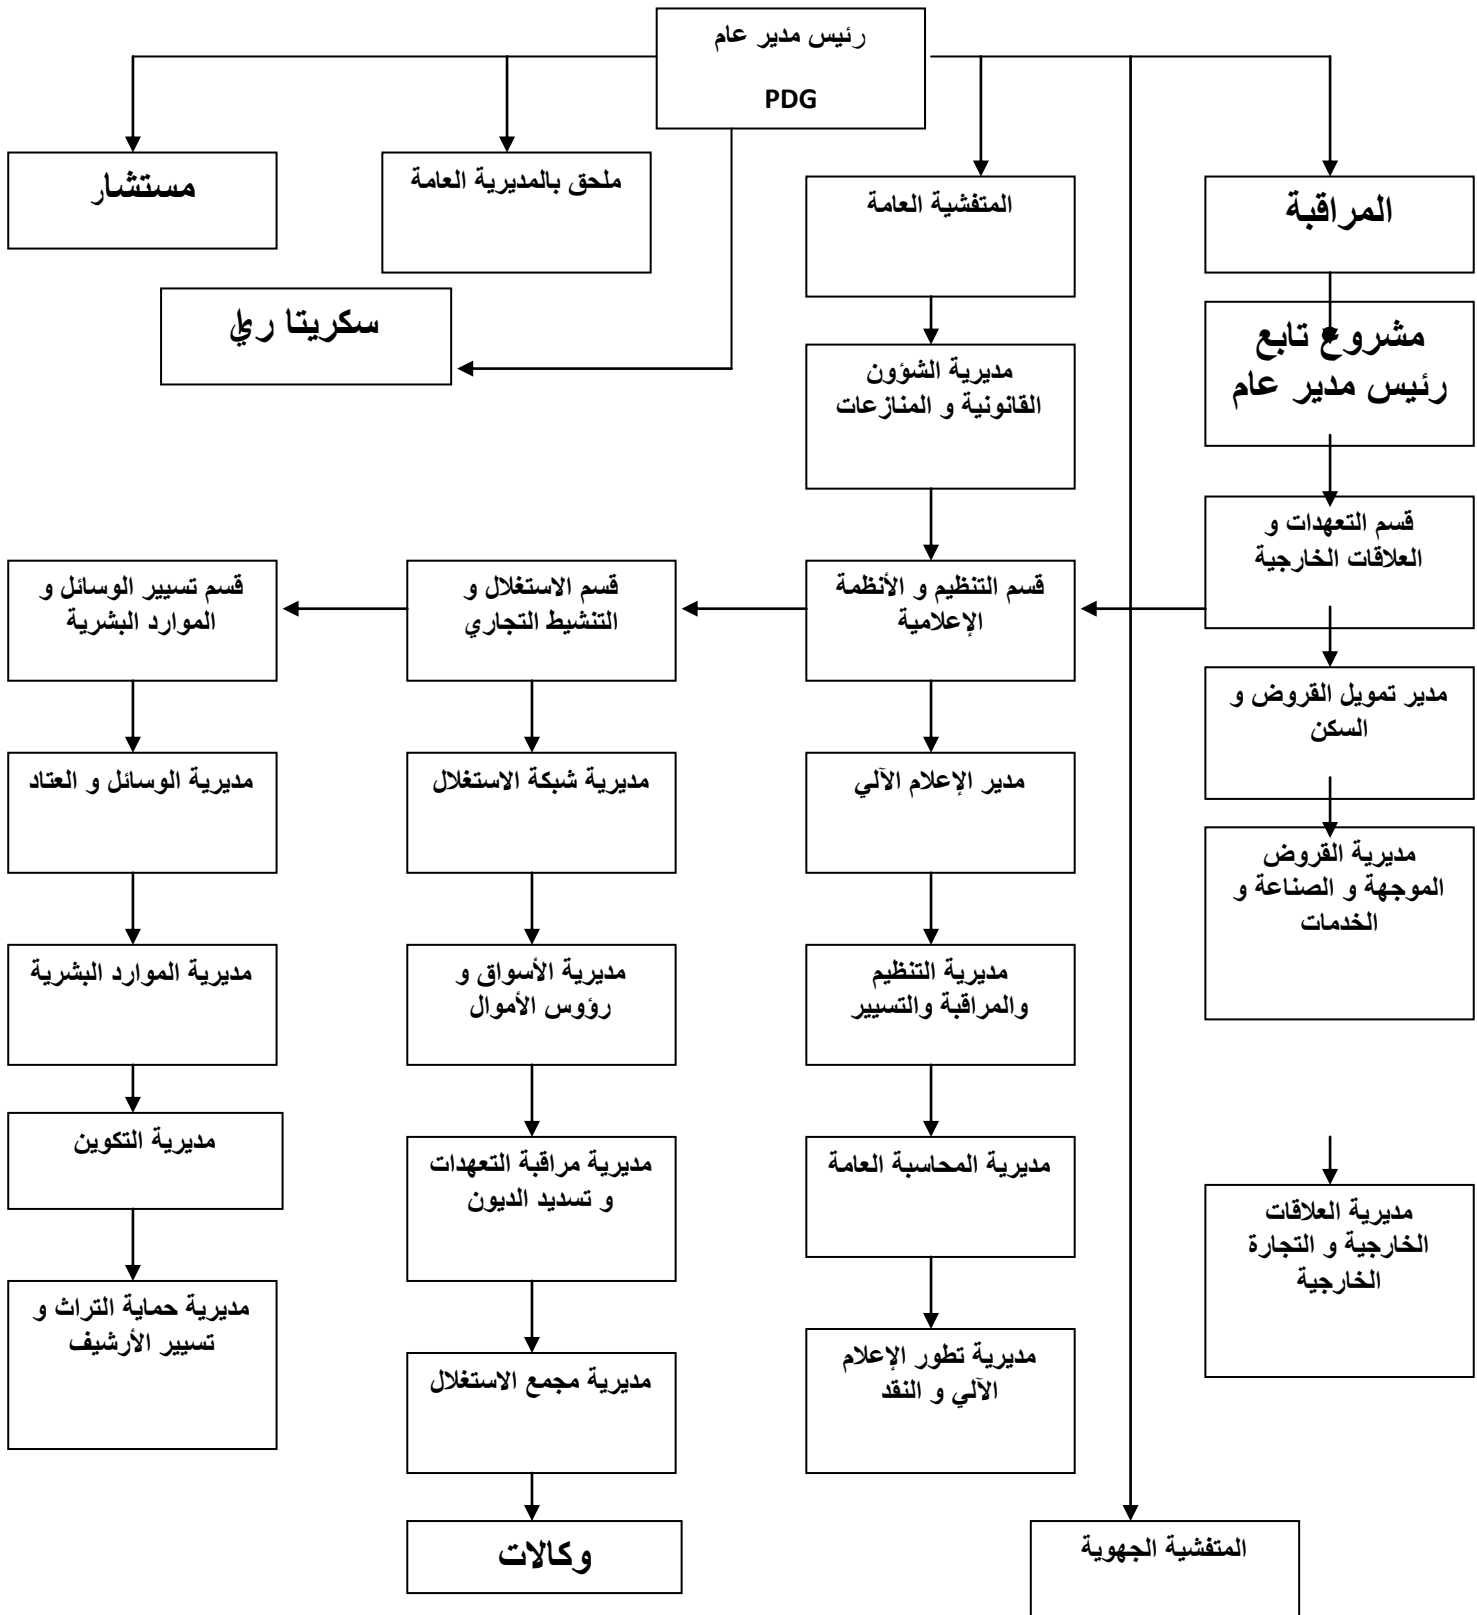 رئيس مدير عام
PDG
المراقبة
المتفشية العامة
ملحق بالمديرية العامة
مستشار
سكريتا ري
مشروع تابع
رئيس مدير عام
مديرية الشؤون
القانونية و المنازعات
قسم التعهدات و
العلاقات الخارجية
قسم التنظيم و الأنظمة
الإعلامية
قسم الاستغلال و
التنشيط التجاري
قسم تسيير الوسائل و
الموارد البشرية
مدير تمويل القروض و
السكن
مدير الإعلام الآلي
مديرية شبكة الاستغلال
مديرية الوسائل و العتاد
مديرية القروض
الموجهة و الصناعة و
الخدمات
مديرية التنظيم
والمراقبة والتسيير
مديرية الأسواق و
رؤوس الأموال
مديرية الموارد البشرية
مديرية العلاقات
الخارجية و التجارة
الخارجية
مديرية المحاسبة العامة
مديرية مراقبة التعهدات
و تسديد الديون
مديرية التكوين
مديرية تطور الإعلام
الآلي و النقد
مديرية مجمع الاستغلال
مديرية حماية التراث و
تسيير الأرشيف
المتفشية الجهوية
وكالات